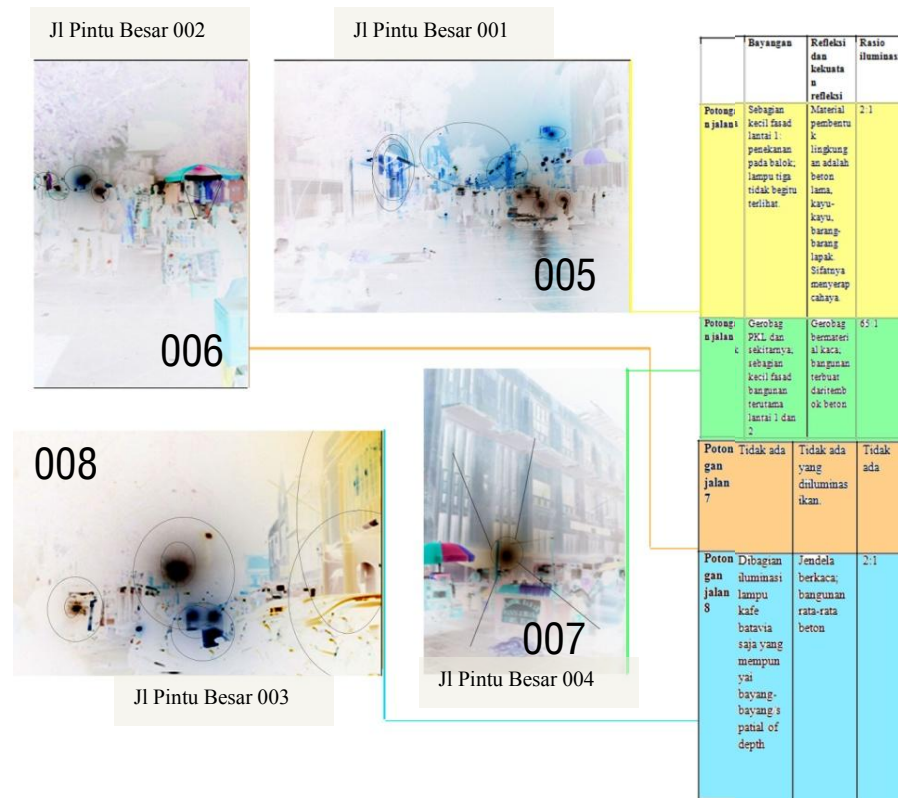 Jl Pintu Besar 002
Jl Pintu Besar 001
006
005
008
007
Jl Pintu Besar 003
Jl Pintu Besar 004
Bayangan
Refleksi
dan
kekuata
n
refleksi
Rasio
iluminas
Potong
n jalan
Sebagian
kecil fasad
lantai 1:
penekanan
pada balok;
lampu tiga
tidak begitu
terlihat.
Material
pembentu
k
lingkung
an adalah
beton
lama,
kayu-
kayu,
barang-
barang
lapak.
Sifatnya
menyerap
cahaya.
2:1
Potong
n jalan
Gerobag
PKL dan
sekitarnya;
sebagian
kecil fasad
bangunan
terutama
lantai 1 dan
2
Gerobag
bermateri
al kaca;
bangunan
terbuat
daritemb
ok beton
65:1
Poton
gan
jalan
7
Tidak ada
Tidak ada
yang
diiluminas
ikan.
Tidak
ada
Poton
gan
jalan
8
Dibagian
iluminasi
lampu
kafe
batavia
saja yang
mempun
yai
bayang-
bayang/s
patial of
depth
Jendela
berkaca;
bangunan
rata-rata
beton
2:1